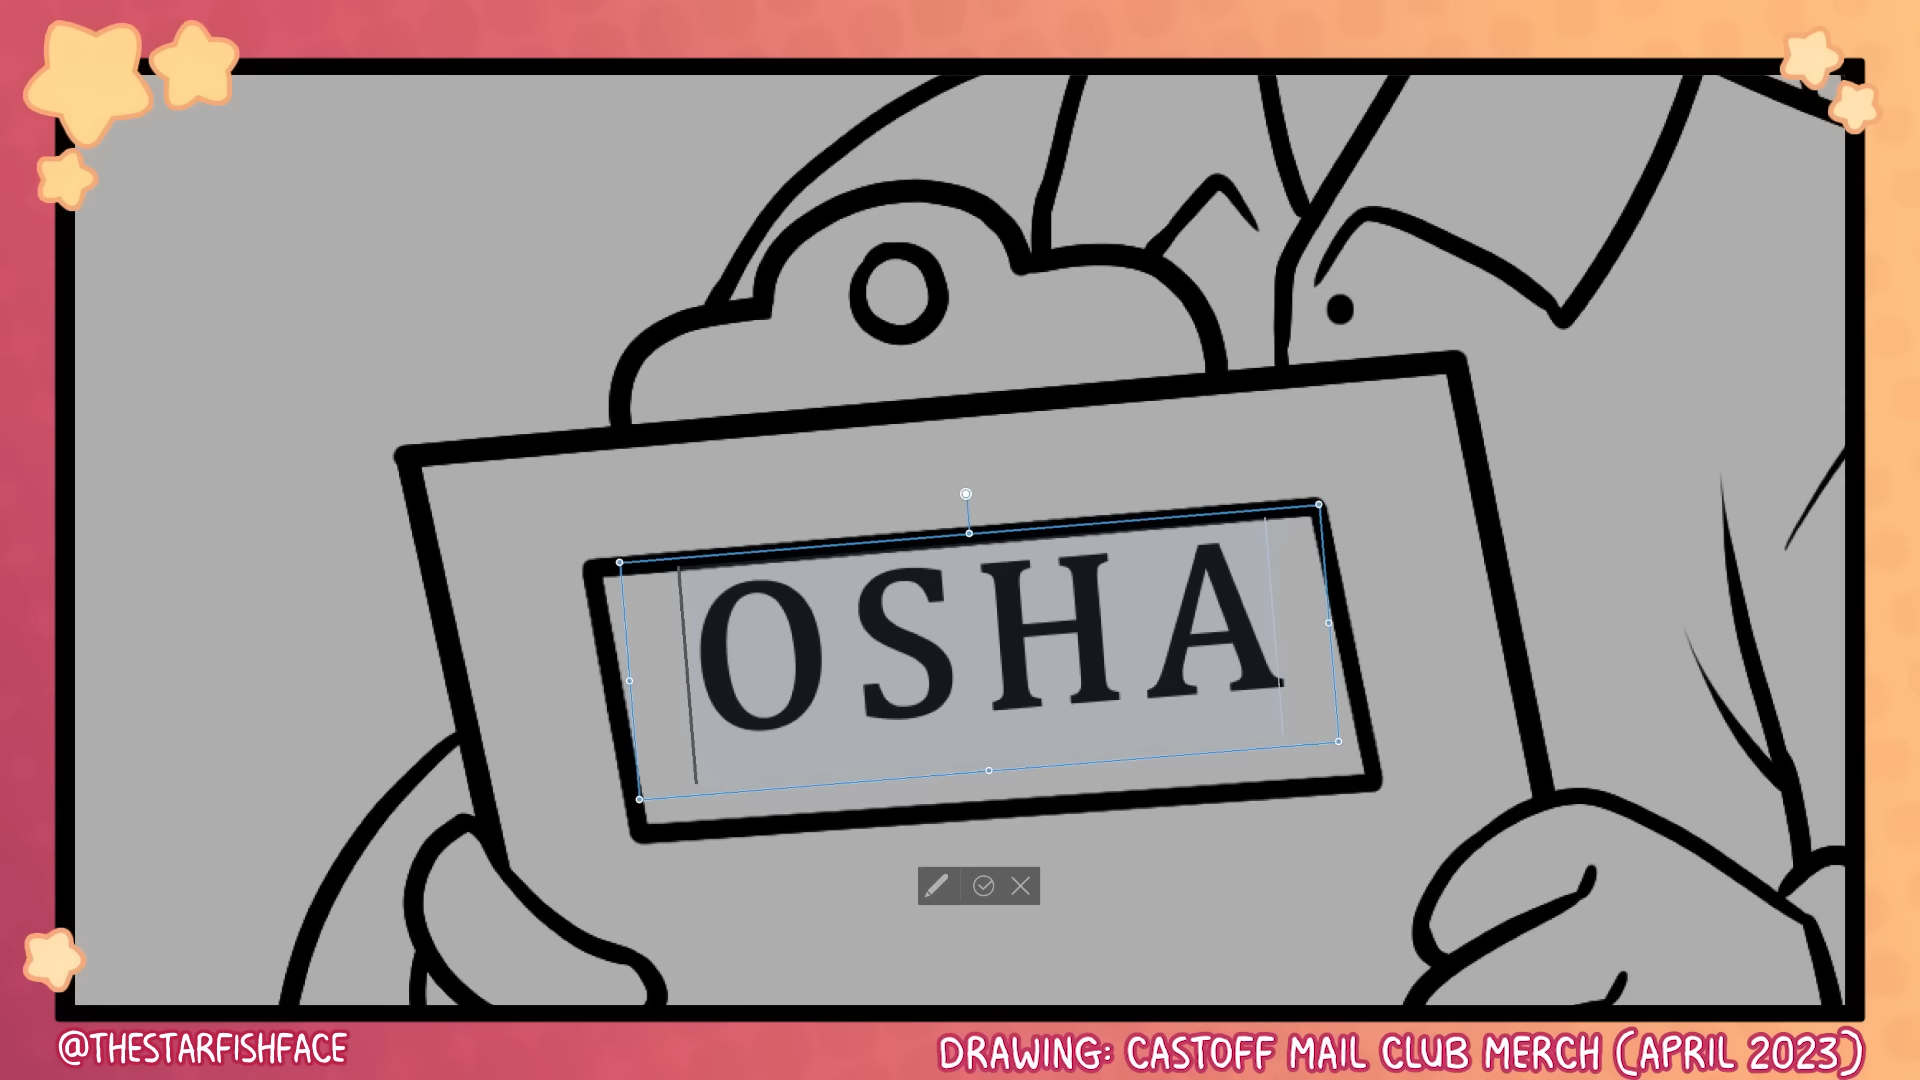 OSHA
@THESTARFISHFACE
DRAWING: CASTOFF MAIL CLUB MERCH (APRIL 2023)